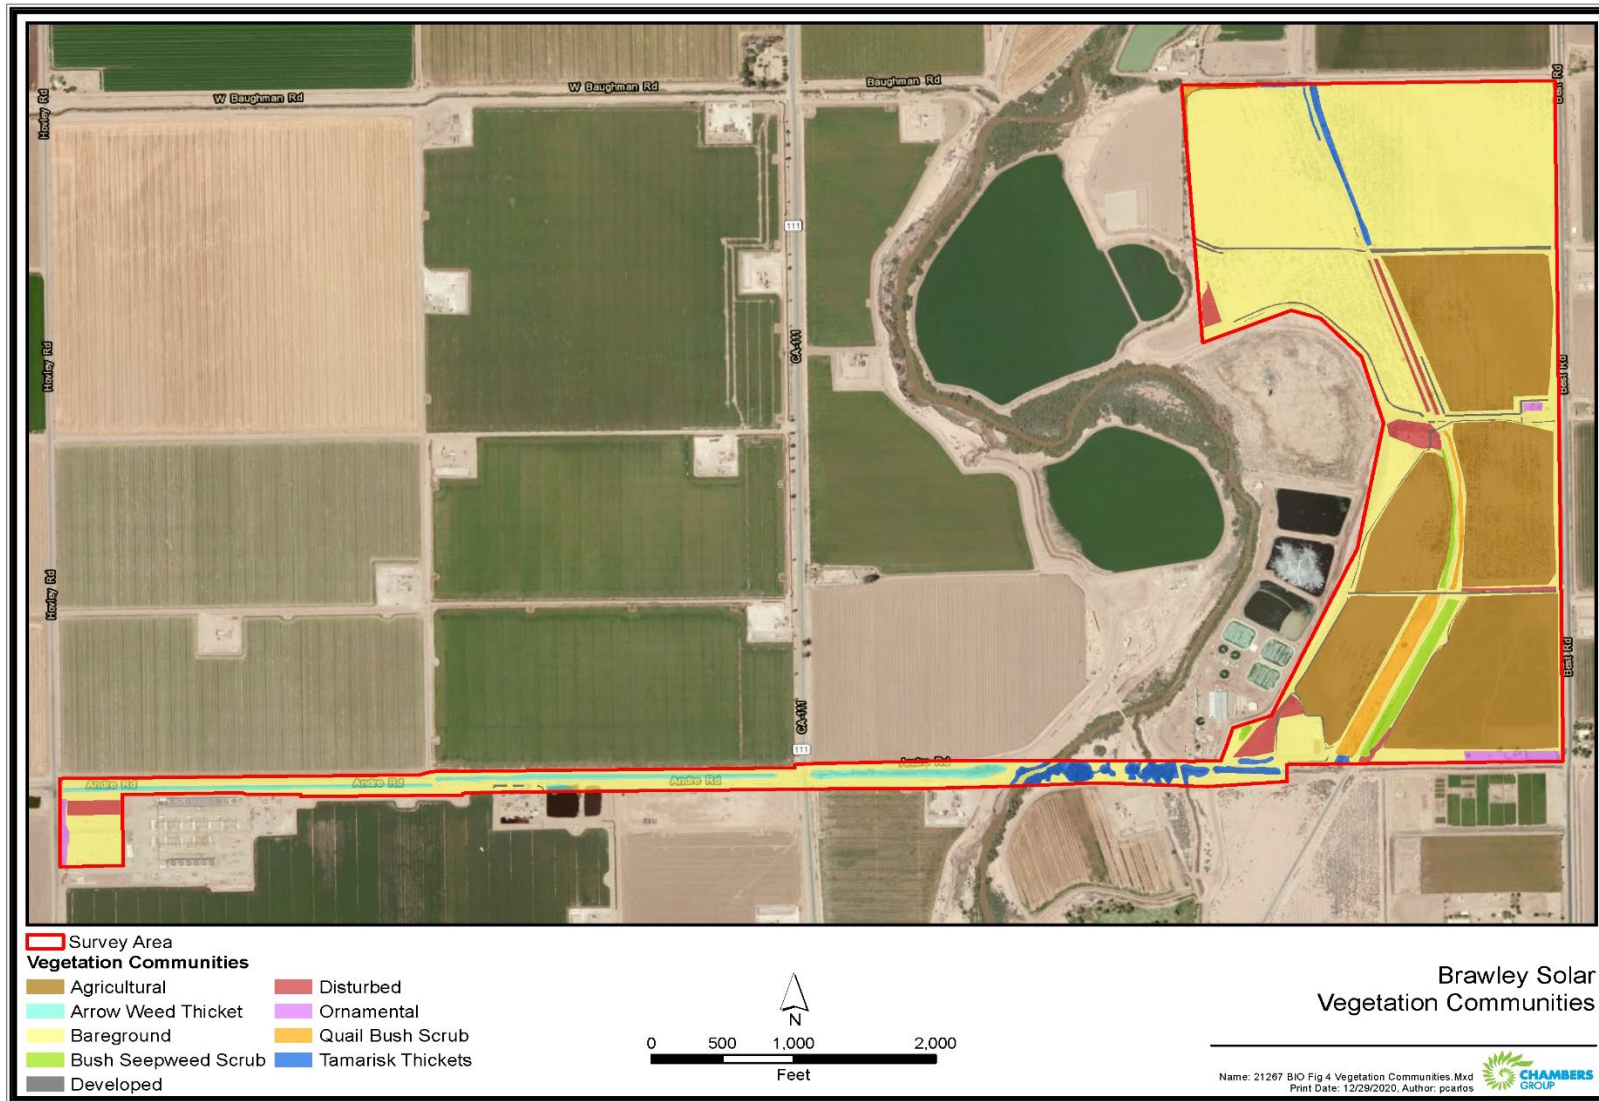 W Baughman Rd
W Baughman Rd
Baughman Rd
Hovley Rd
Best Rd
111
Hovley Rd
CA-111
Best Rd
Hovley Rd
Best Rd
CA-111
111
Andre Rd
Andre Rd
Andre Rd
Andre Rd
Survey Area
Vegetation Communities
Agricultural
Arrow Weed Thicket
Bareground
Bush Seepweed Scrub
Developed
Disturbed
Ornamental
Quail Bush Scrub
Tamarisk Thickets
N
0 500 1,000 2,000
Feet
Brawley Solar
Vegetation Communities
Name: 21267 BIO Fig 4 Vegetation Communities.Mxd
Print Date: 12/29/2020, Author: pcarlos
CHAMBERS
GROUP